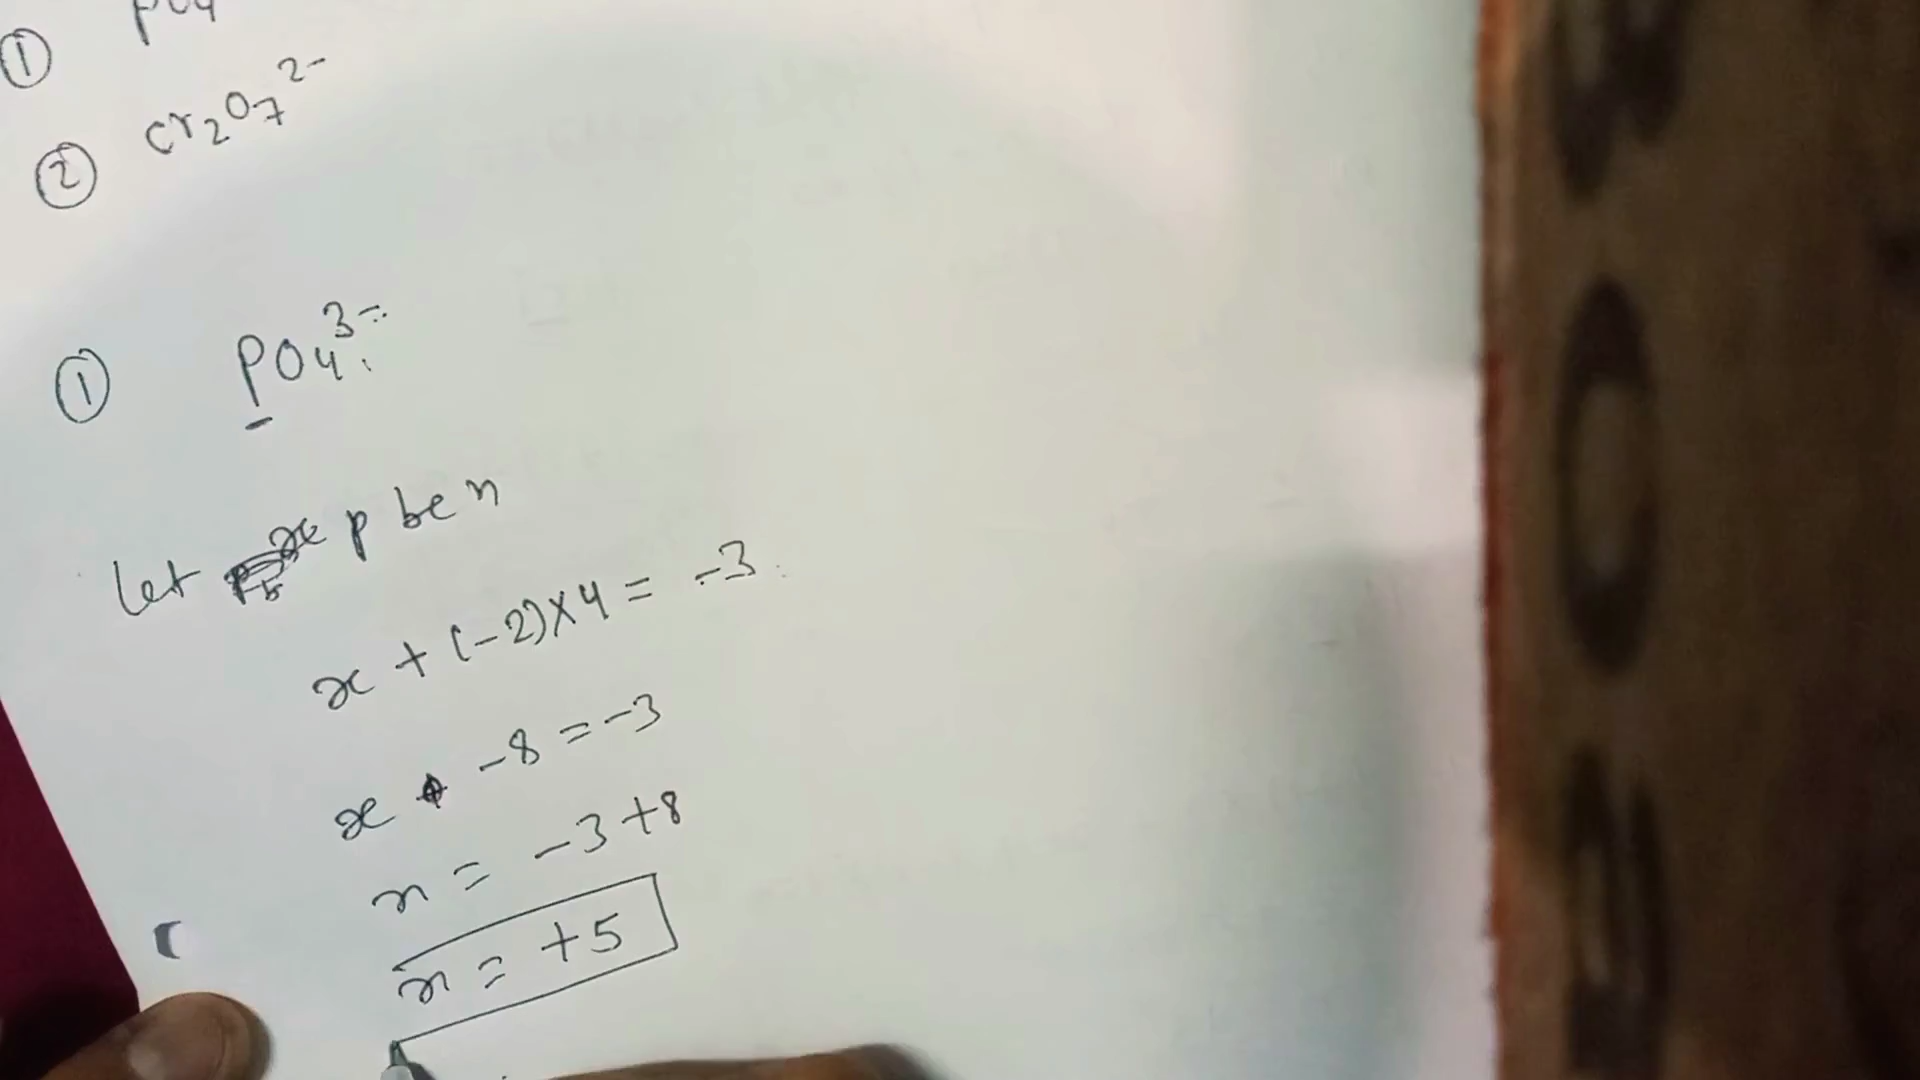 ① PO4
② Cr2O7 2-
① PO4 3-
Let x p be x
x + (-2)×4 = -3
x -8 = -3
x = -3+8
x = +5